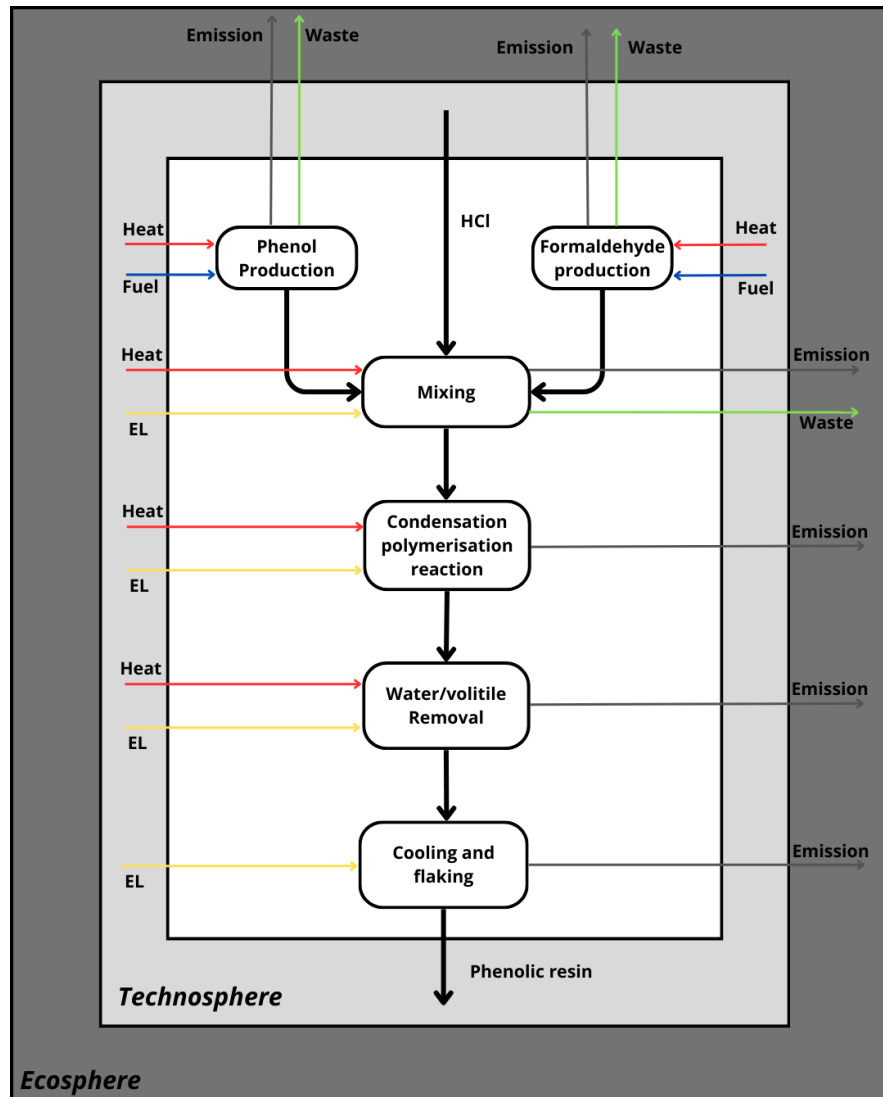 Emission
Waste
Emission
Waste
HCl
Heat
Phenol
Production
Fuel
Formaldehyde
production
Heat
Fuel
Heat
EL
Mixing
Emission
Waste
Heat
EL
Condensation
polymerisation
reaction
Emission
Heat
EL
Water/volitile
Removal
Emission
EL
Cooling and
flaking
Emission
Phenolic resin
Technosphere
Ecosphere